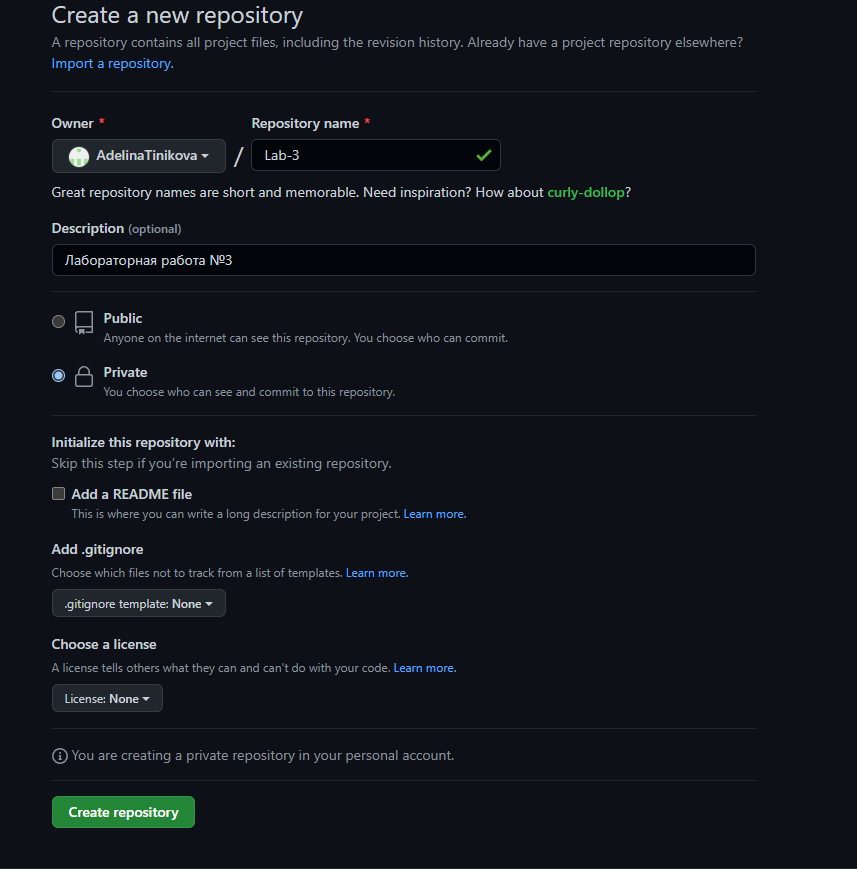 Create a new repository
A repository contains all project files, including the revision history. Already have a project repository elsewhere?
Import a repository.
Owner * Repository name *
AdelinaTinikova / Lab-3
Great repository names are short and memorable. Need inspiration? How about curly-dollop?
Description (optional)
Лабораторная работа №3
Public
Anyone on the internet can see this repository. You choose who can commit.
Private
You choose who can see and commit to this repository.
Initialize this repository with:
Skip this step if you're importing an existing repository.
Add a README file
This is where you can write a long description for your project. Learn more.
Add .gitignore
Choose which files not to track from a list of templates. Learn more.
.gitignore template: None
Choose a license
A license tells others what they can and can't do with your code. Learn more.
License: None
You are creating a private repository in your personal account.
Create repository